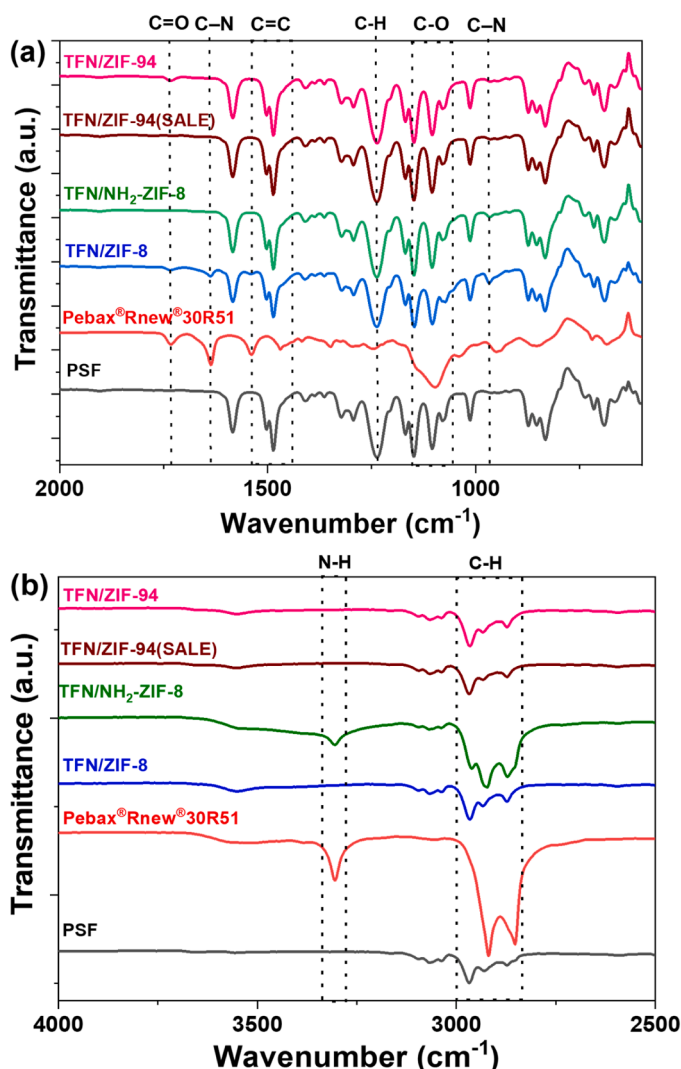 C=O C–N C=C C-H C-O C–N
(a)
TFN/ZIF-94
TFN/ZIF-94(SALE)
TFN/NH₂-ZIF-8
TFN/ZIF-8
Pebax®Rnew®30R51
PSF
Transmittance (a.u.)
2000 1500 1000
Wavenumber (cm⁻¹)
N-H C-H
(b)
TFN/ZIF-94
TFN/ZIF-94(SALE)
TFN/NH₂-ZIF-8
TFN/ZIF-8
Pebax®Rnew®30R51
PSF
Transmittance (a.u.)
4000 3500 3000 2500
Wavenumber (cm⁻¹)